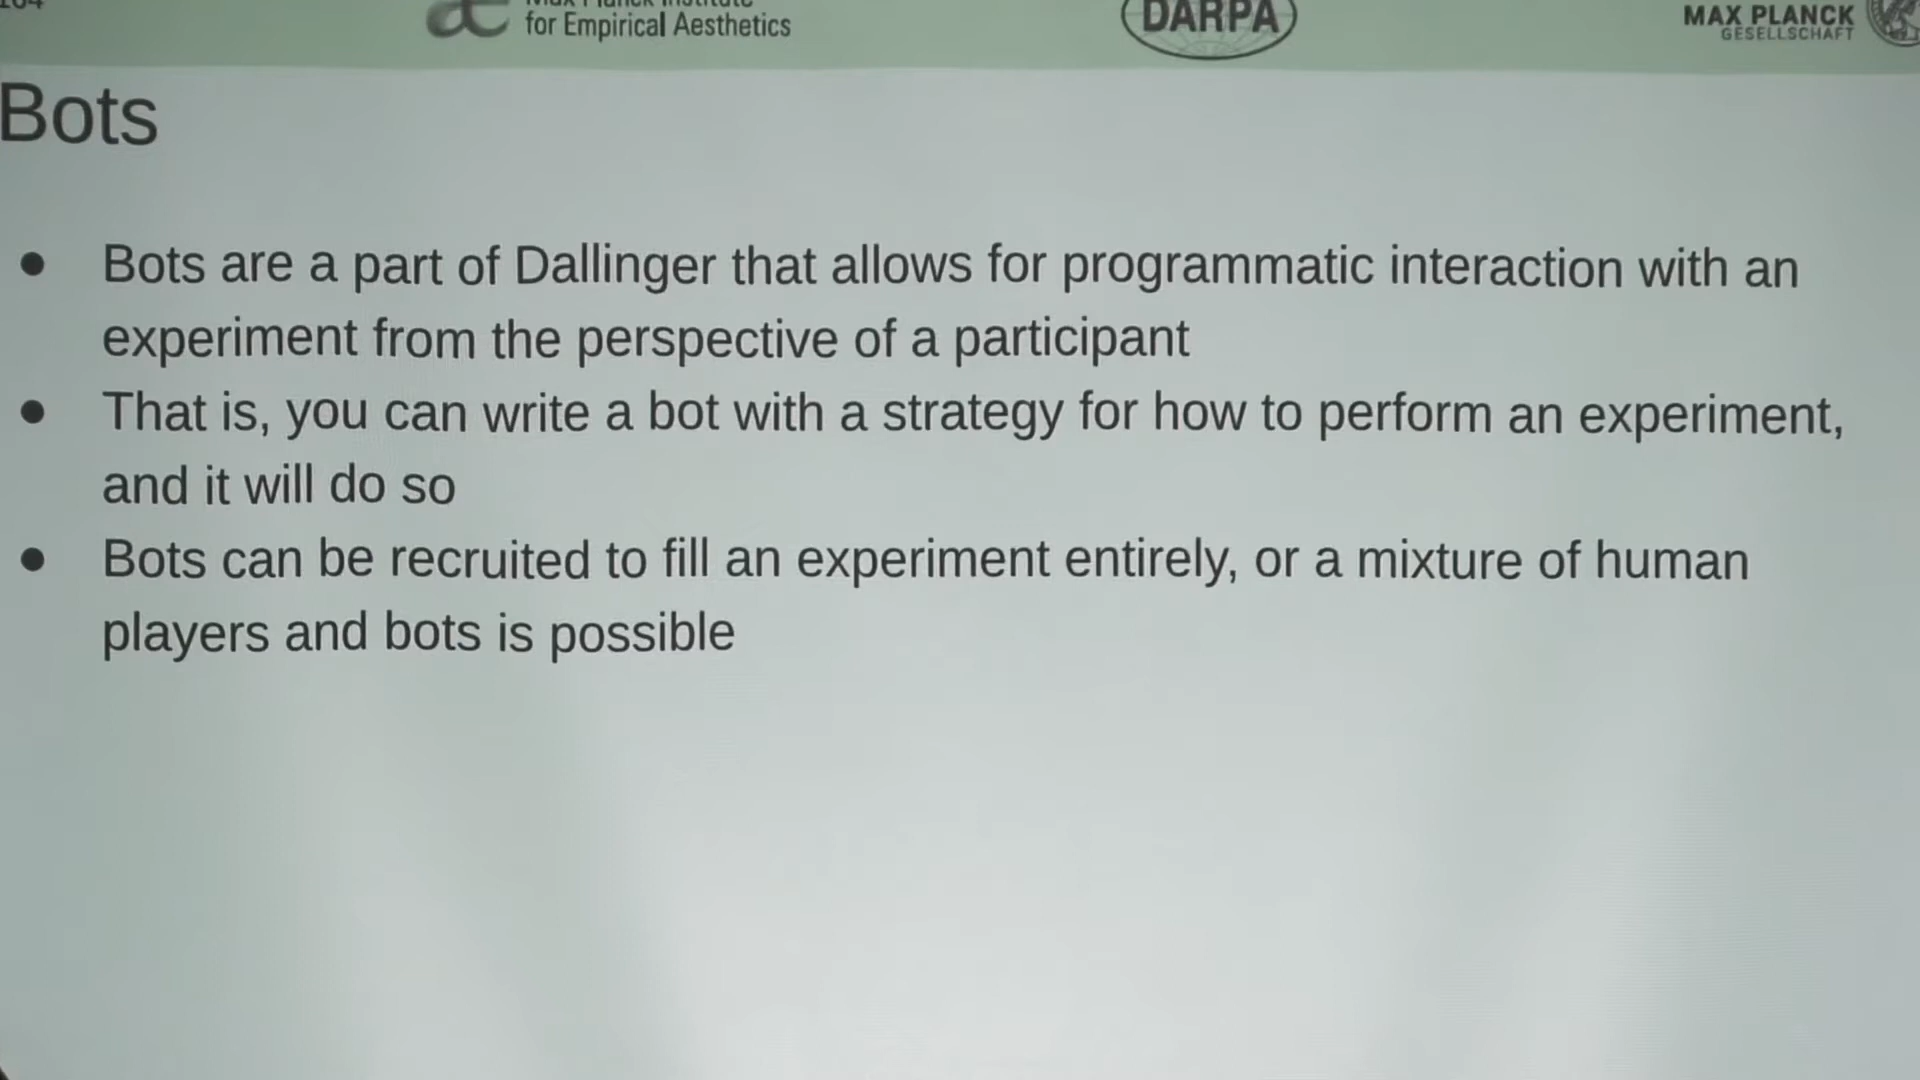 for Empirical Aesthetics
DARPA
MAX PLANCK
GESELLSCHAFT
Bots
● Bots are a part of Dallinger that allows for programmatic interaction with an
experiment from the perspective of a participant
● That is, you can write a bot with a strategy for how to perform an experiment,
and it will do so
● Bots can be recruited to fill an experiment entirely, or a mixture of human
players and bots is possible